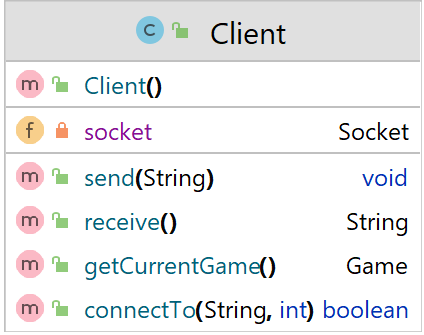 C Client
m Client()
f socket Socket
m send(String) void
m receive() String
m getCurrentGame() Game
m connectTo(String, int) boolean